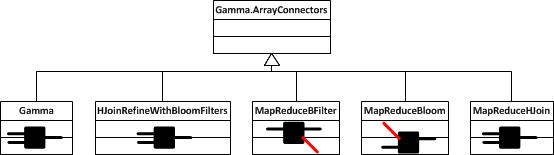 Gamma.ArrayConnectors
Gamma
HJoinRefineWithBloomFilters
MapReduceBFilter
MapReduceBloom
MapReduceHJoin